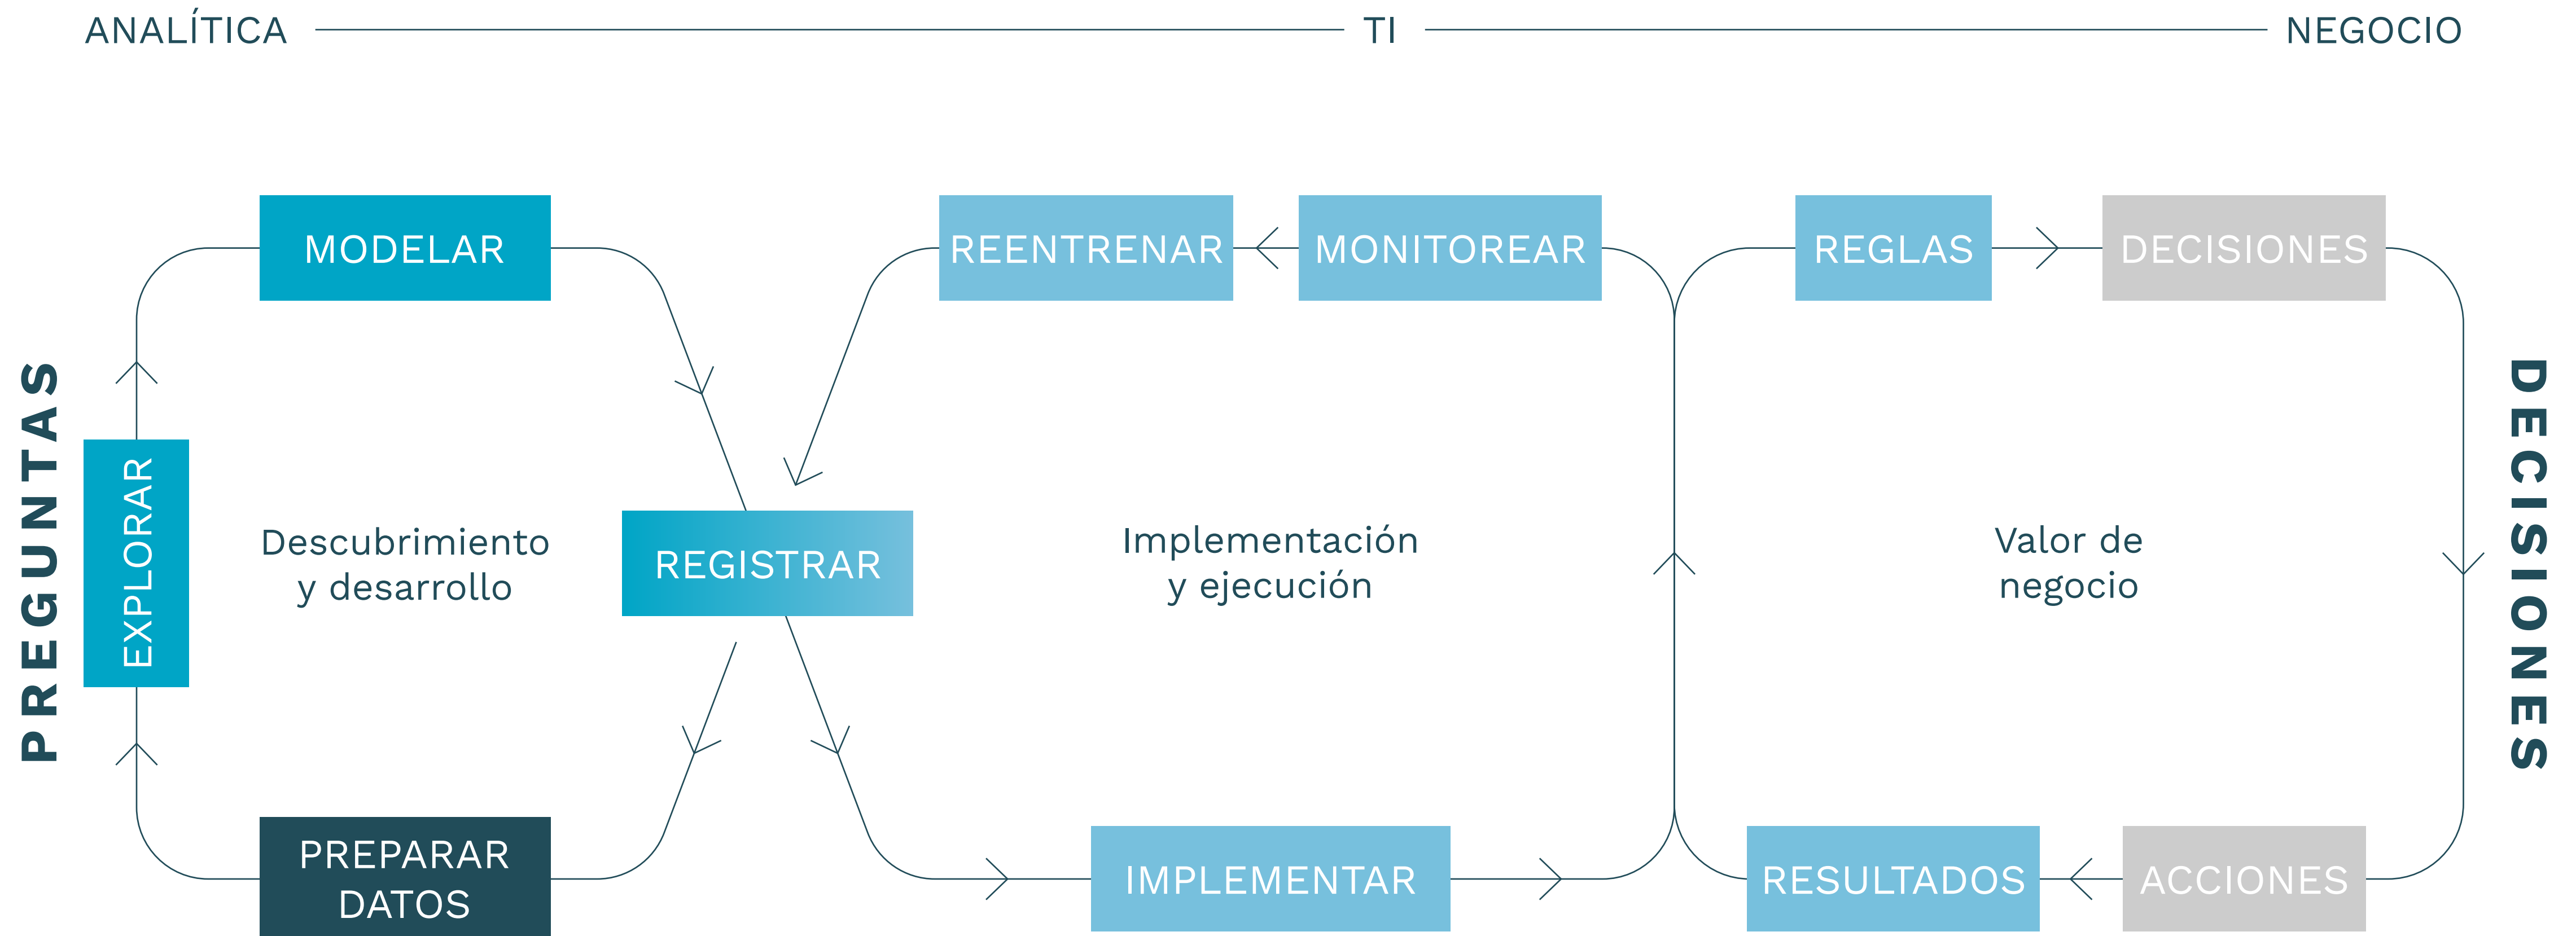 ANALÍTICA
TI
NEGOCIO
PREGUNTAS
MODELAR
EXPLORAR
Descubrimiento
y desarrollo
PREPARAR
DATOS
REGISTRAR
REENTRENAR
MONITOREAR
Implementación
y ejecución
IMPLEMENTAR
REGLAS
DECISIONES
Valor de
negocio
RESULTADOS
ACCIONES
DECISIONES